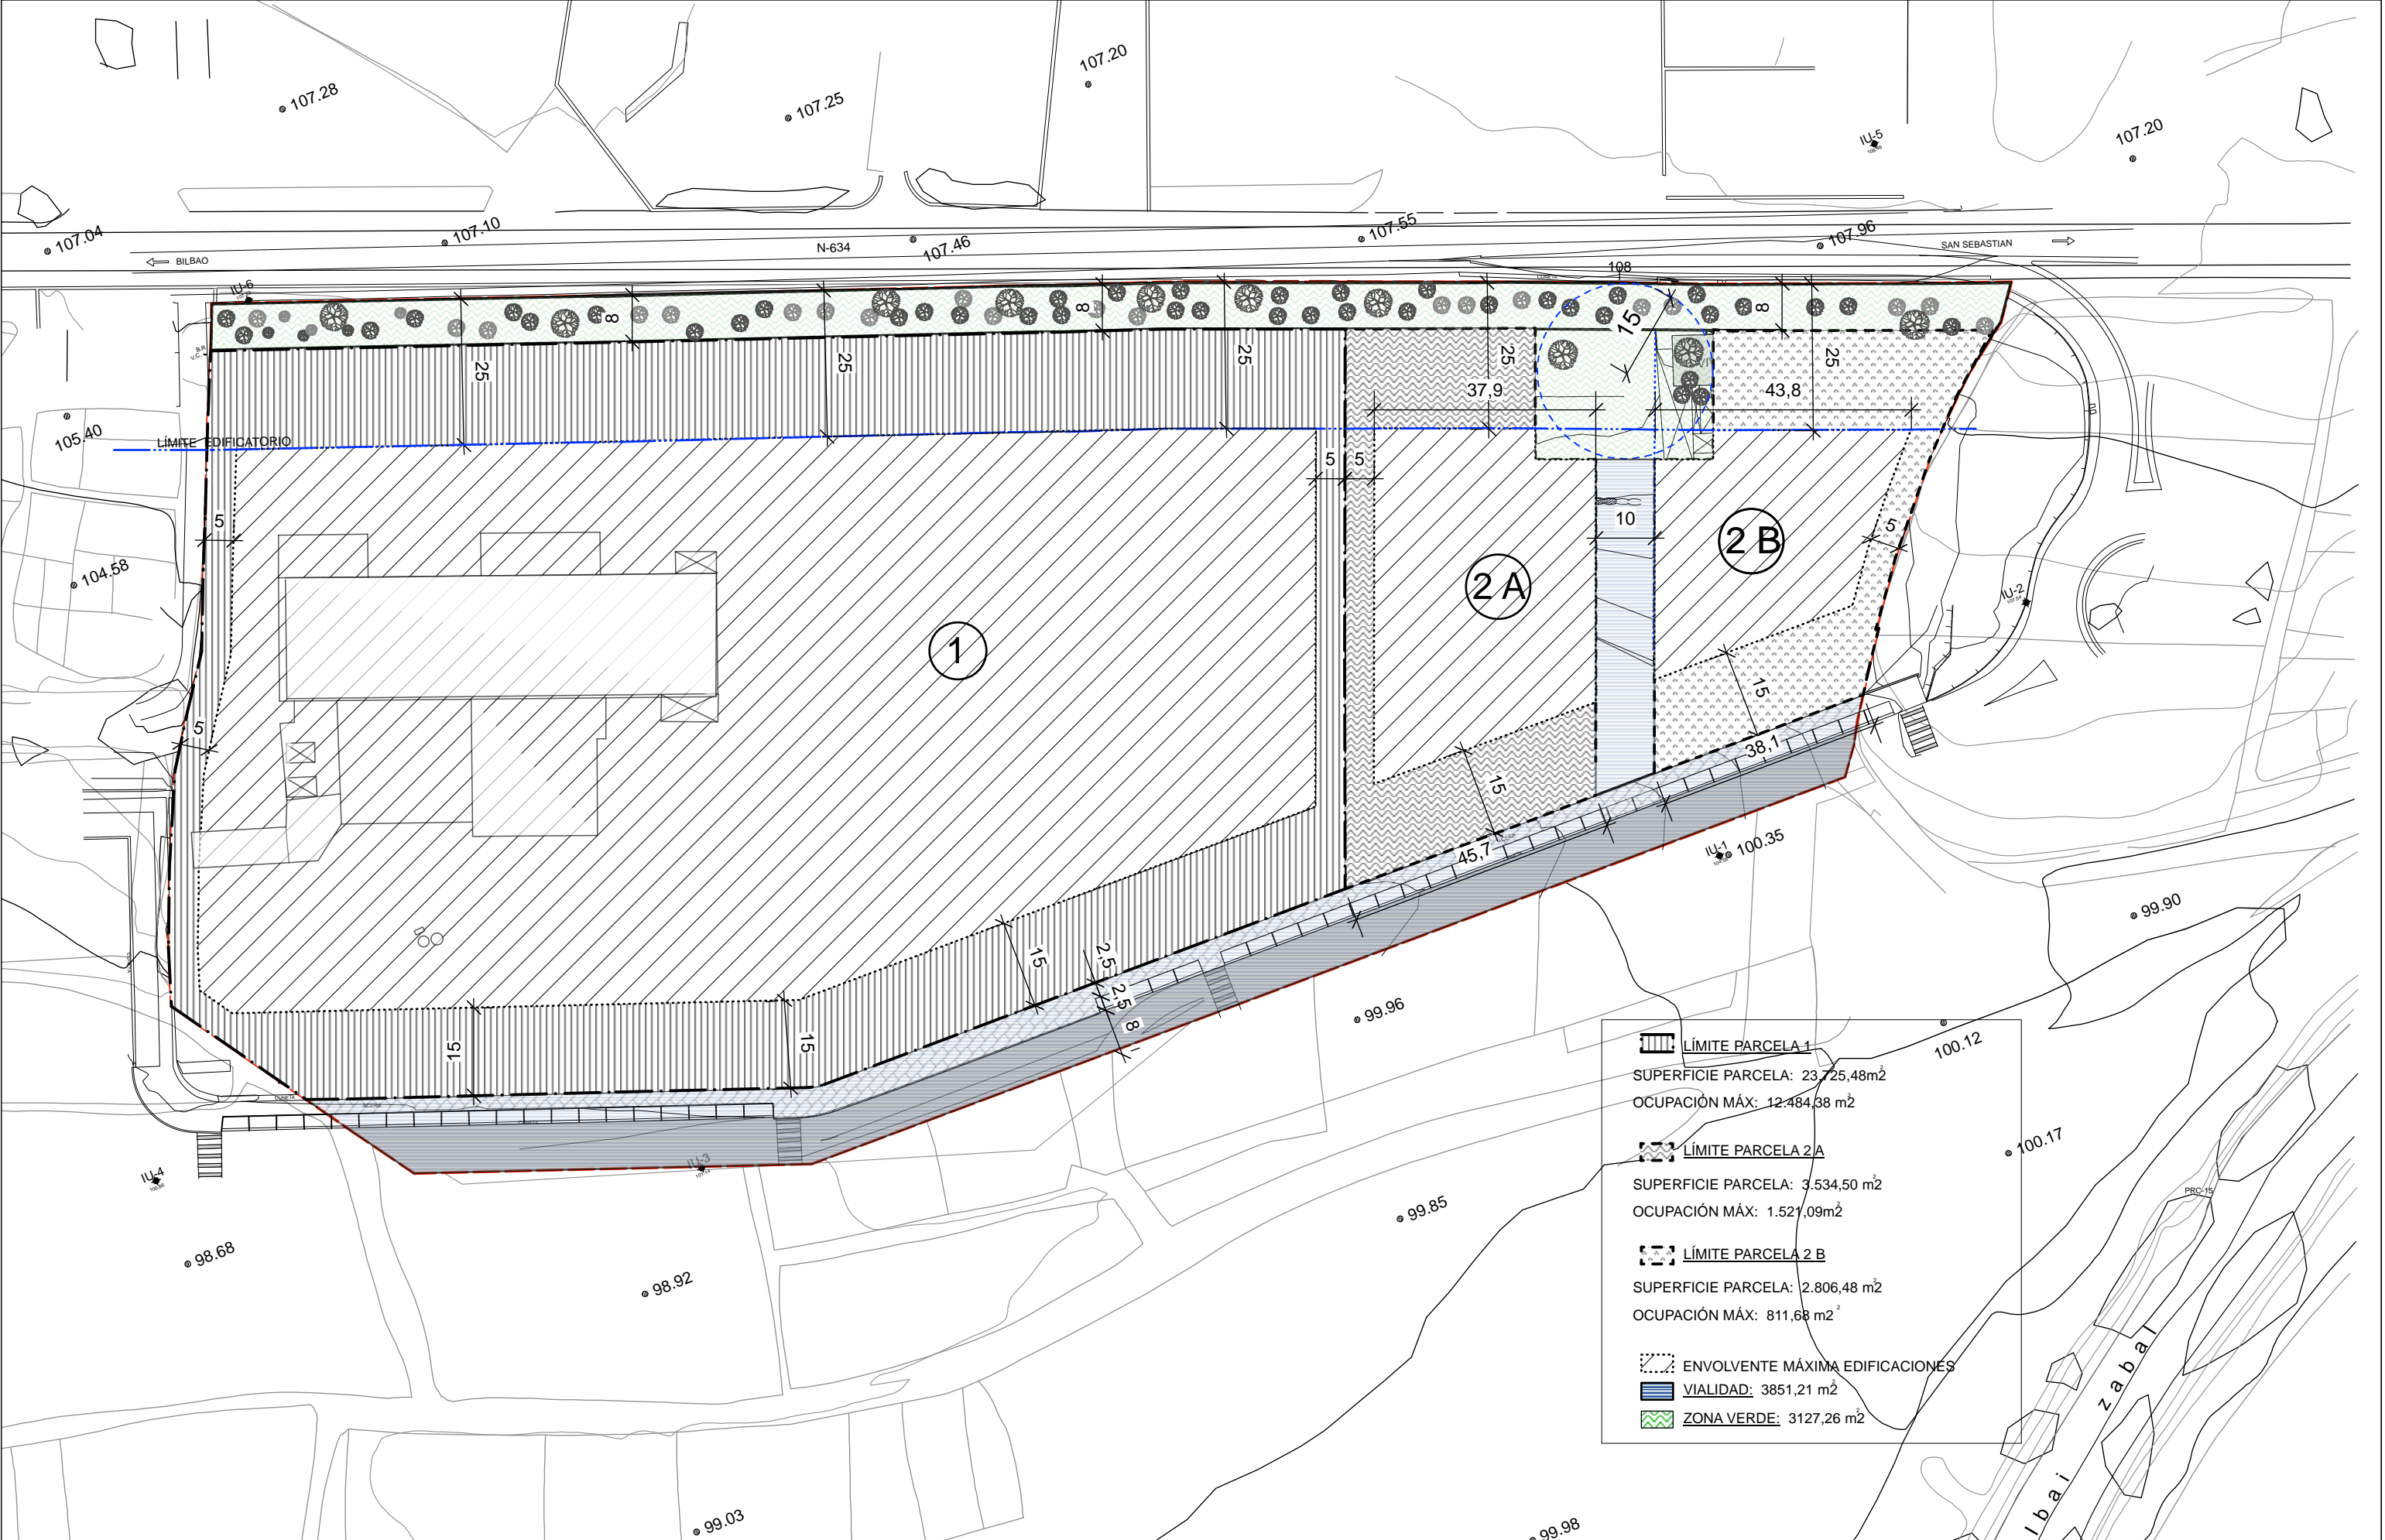 107.20
107.28
107.25
IU-5
107.20
107.04
107.10
N-634
107.46
107.55
107.96
SAN SEBASTIAN
BILBAO
108
IU-6
8
8
8
15
25
25
25
25
25
37,9
43,8
105.40
LÍMITE EDIFICATORIO
5
5
5
5
10
104.58
2 A
2 B
1
IU-2
5
15
15
38,1
45,7
IU-1
100.35
99.90
15
2,5
2,5
8
15
15
99.96
100.12
100.17
IU-4
IU-3
99.85
98.68
98.92
99.03
99.98
PRC-15
zabal
lbai
LÍMITE PARCELA 1
SUPERFICIE PARCELA: 23.725,48m2
OCUPACIÓN MÁX: 12.484,38 m2
LÍMITE PARCELA 2 A
SUPERFICIE PARCELA: 3.534,50 m2
OCUPACIÓN MÁX: 1.521,09m2
LÍMITE PARCELA 2 B
SUPERFICIE PARCELA: 2.806,48 m2
OCUPACIÓN MÁX: 811,68 m2
ENVOLVENTE MÁXIMA EDIFICACIONES
VIALIDAD: 3851,21 m2
ZONA VERDE: 3127,26 m2